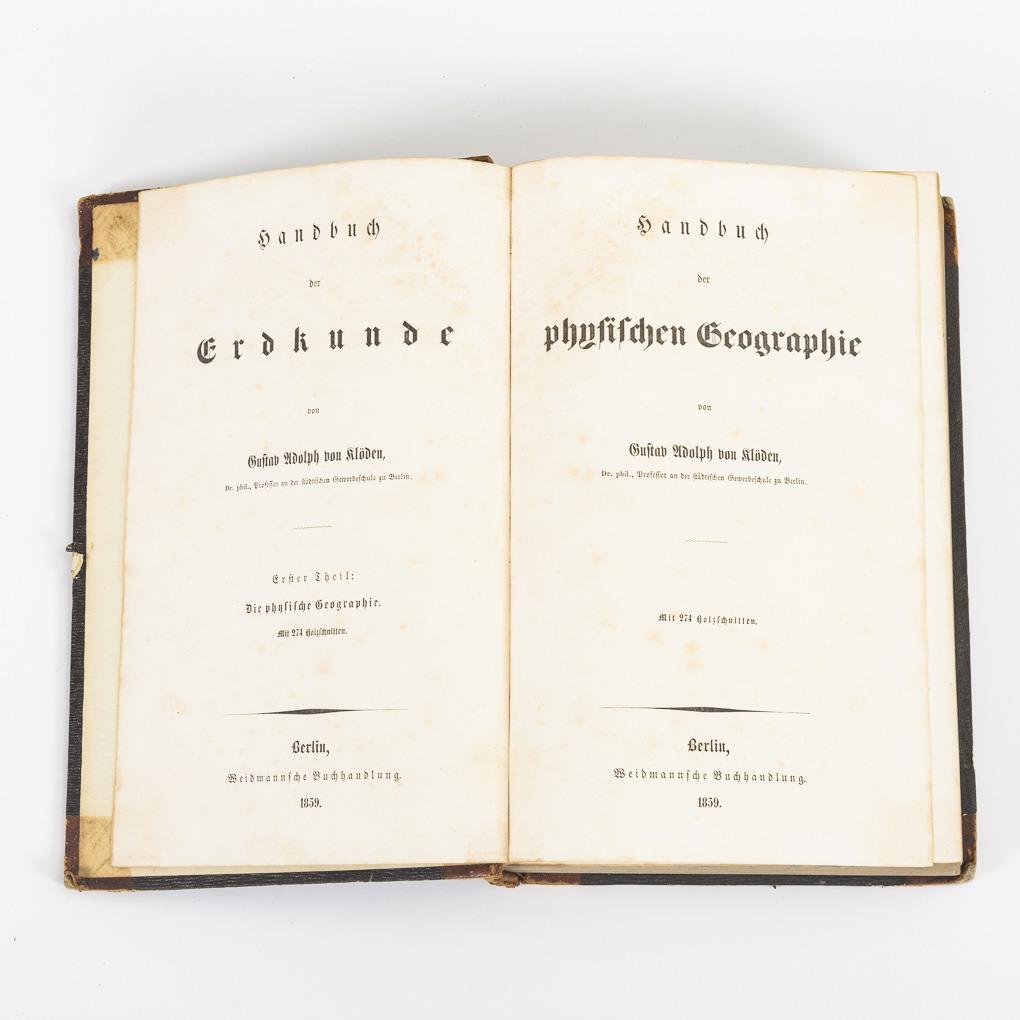 Handbuch
der
Erdkunde
von
Gustav Adolph von Klöden,
Dr. phil., Professor an der städtischen Gewerbeschule zu Berlin.
Erster Theil:
Die physische Geographie.
Mit 274 Holzschnitten.
Berlin,
Weidmannsche Buchhandlung.
1859.
Handbuch
der
physischen Geographie
von
Gustav Adolph von Klöden,
Dr. phil., Professor an der städtischen Gewerbeschule zu Berlin.
Mit 274 Holzschnitten.
Berlin,
Weidmannsche Buchhandlung.
1859.